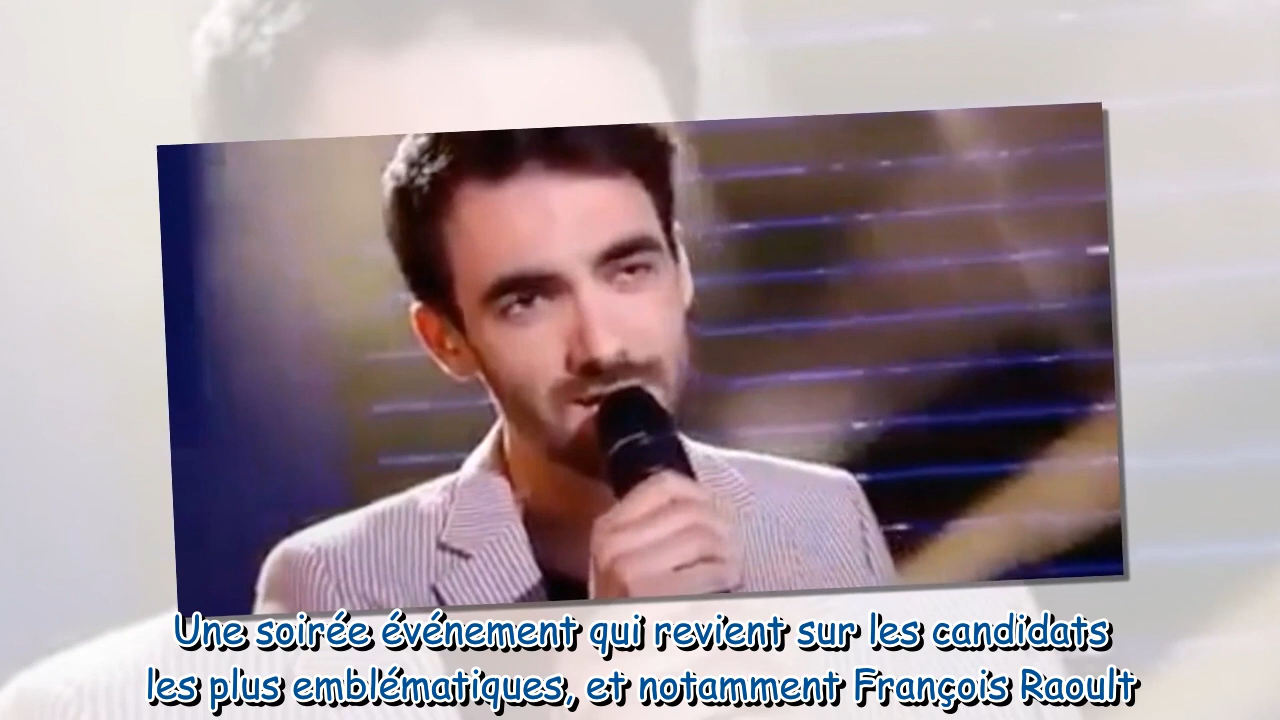 Une soirée événement qui revient sur les candidats
les plus emblématiques, et notamment François Raoult